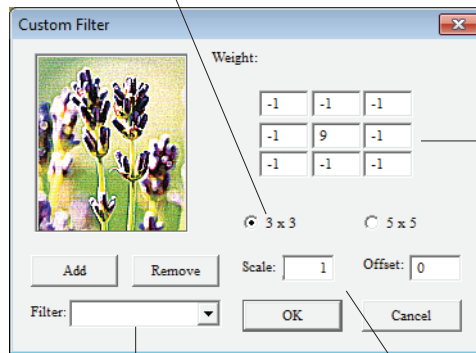 Custom Filter
Weight:
-1 -1 -1
-1 9 -1
-1 -1 -1
3 x 3 5 x 5
Add Remove Scale: 1 Offset: 0
Filter: OK Cancel